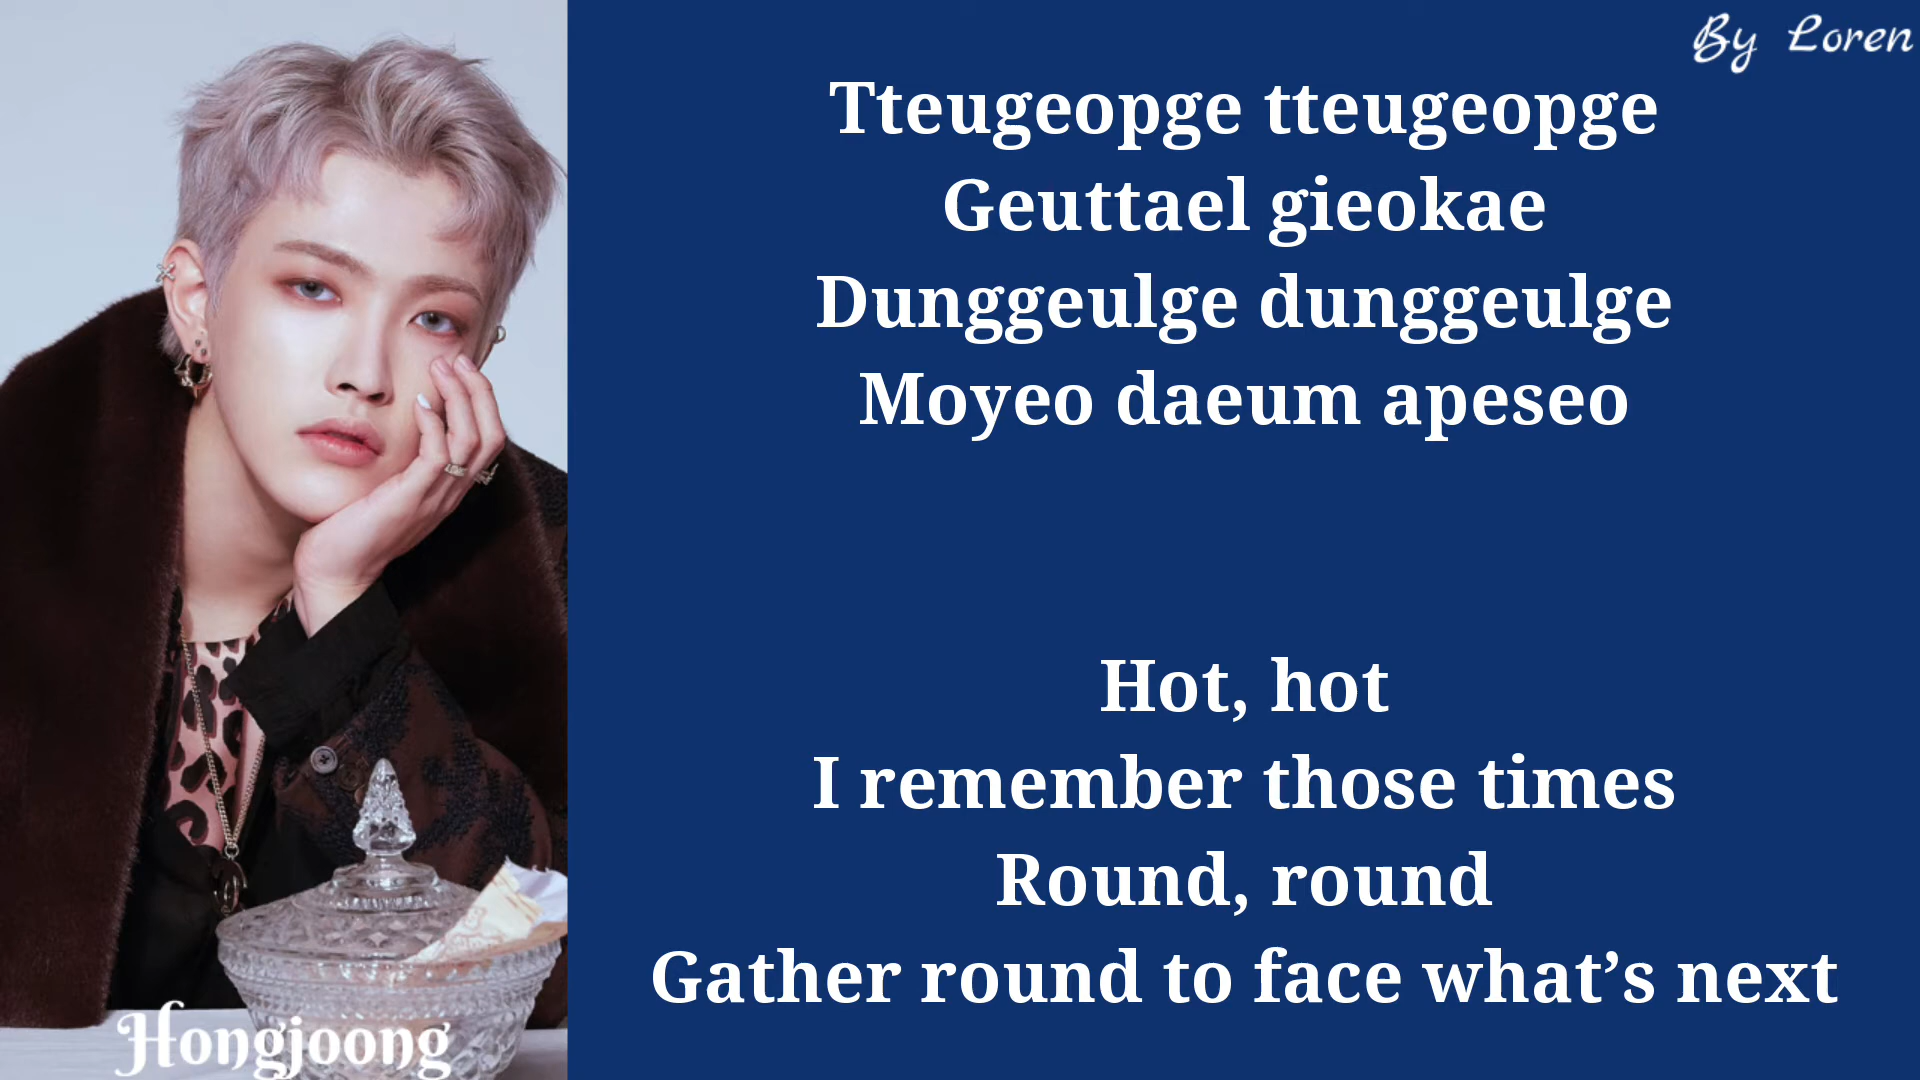 By Loren
Tteugeopge tteugeopge
Geuttael gieokae
Dunggeulge dunggeulge
Moyeo daeum apeseo
Hot, hot
I remember those times
Round, round
Gather round to face what’s next
Hongjoong